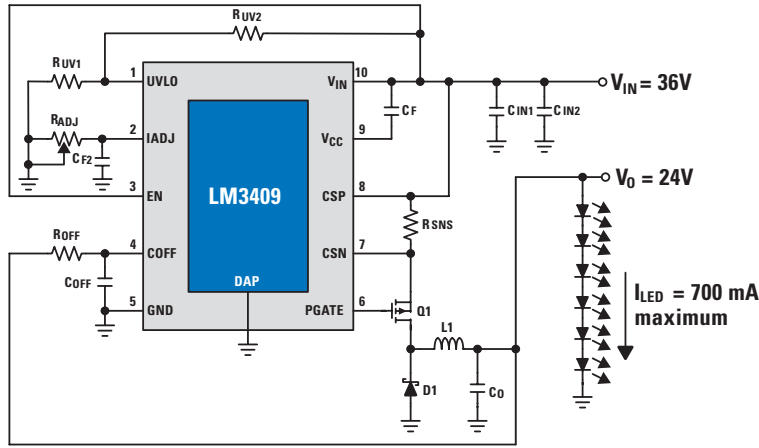 RUV2
RUV1
1
UVLO
VIN
10
VIN = 36V
CF
CIN1
CIN2
RADJ
2
IADJ
VCC
9
CF2
VO = 24V
3
EN
LM3409
CSP
8
RSNS
ROFF
4
COFF
CSN
7
COFF
DAP
ILED = 700 mA
maximum
5
GND
PGATE
6
Q1
L1
D1
CO